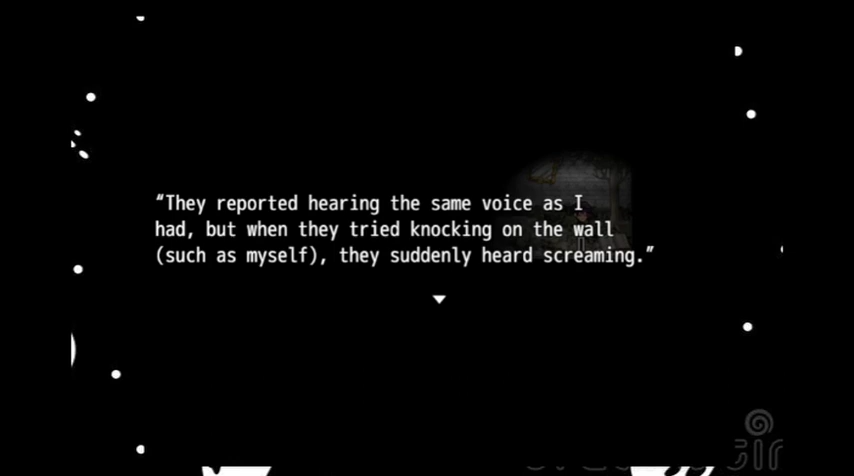 “They reported hearing the same voice as I
had, but when they tried knocking on the wall
(such as myself), they suddenly heard screaming.”